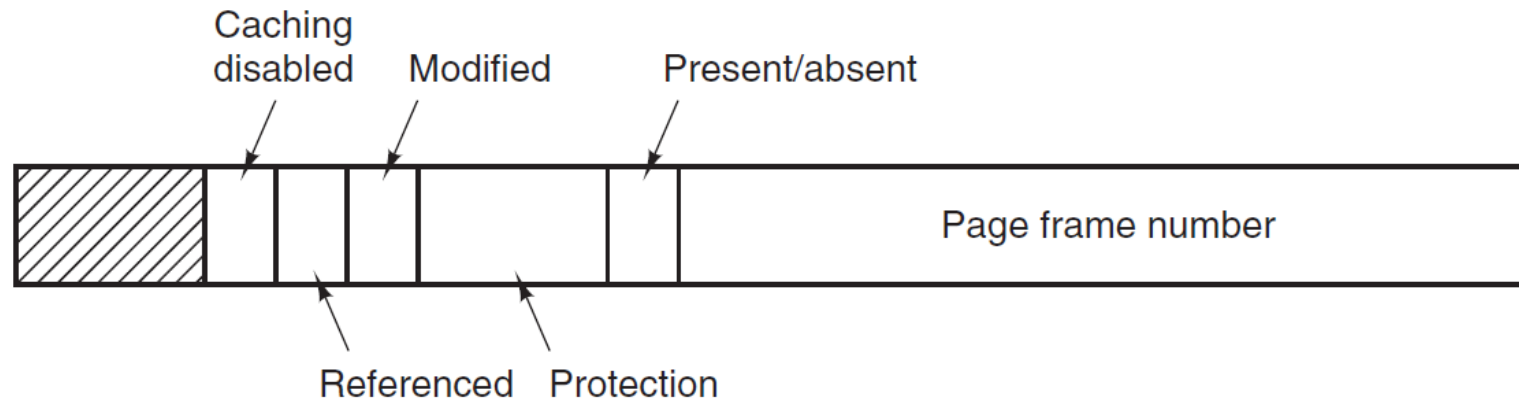 Caching
disabled
Modified
Present/absent
Page frame number
Referenced
Protection